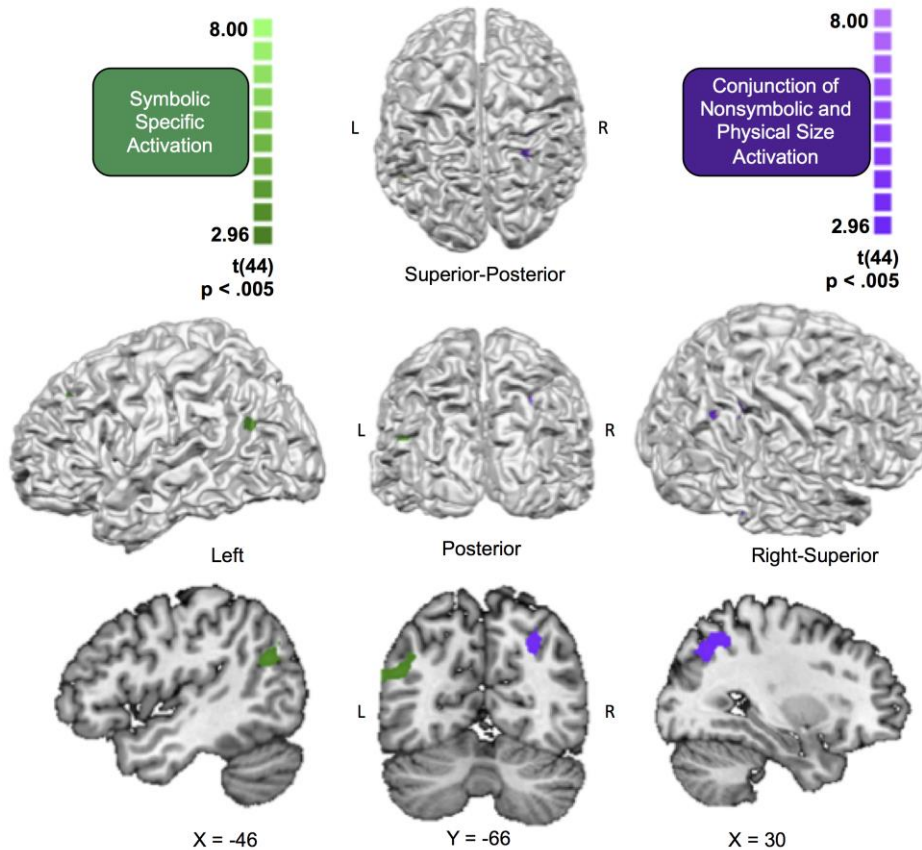 8.00
Symbolic
Specific
Activation
2.96
t(44)
p < .005
L
R
Superior-Posterior
8.00
Conjunction of
Nonsymbolic and
Physical Size
Activation
2.96
t(44)
p < .005
Left
L
R
Posterior
Right-Superior
X = -46
L
R
Y = -66
X = 30